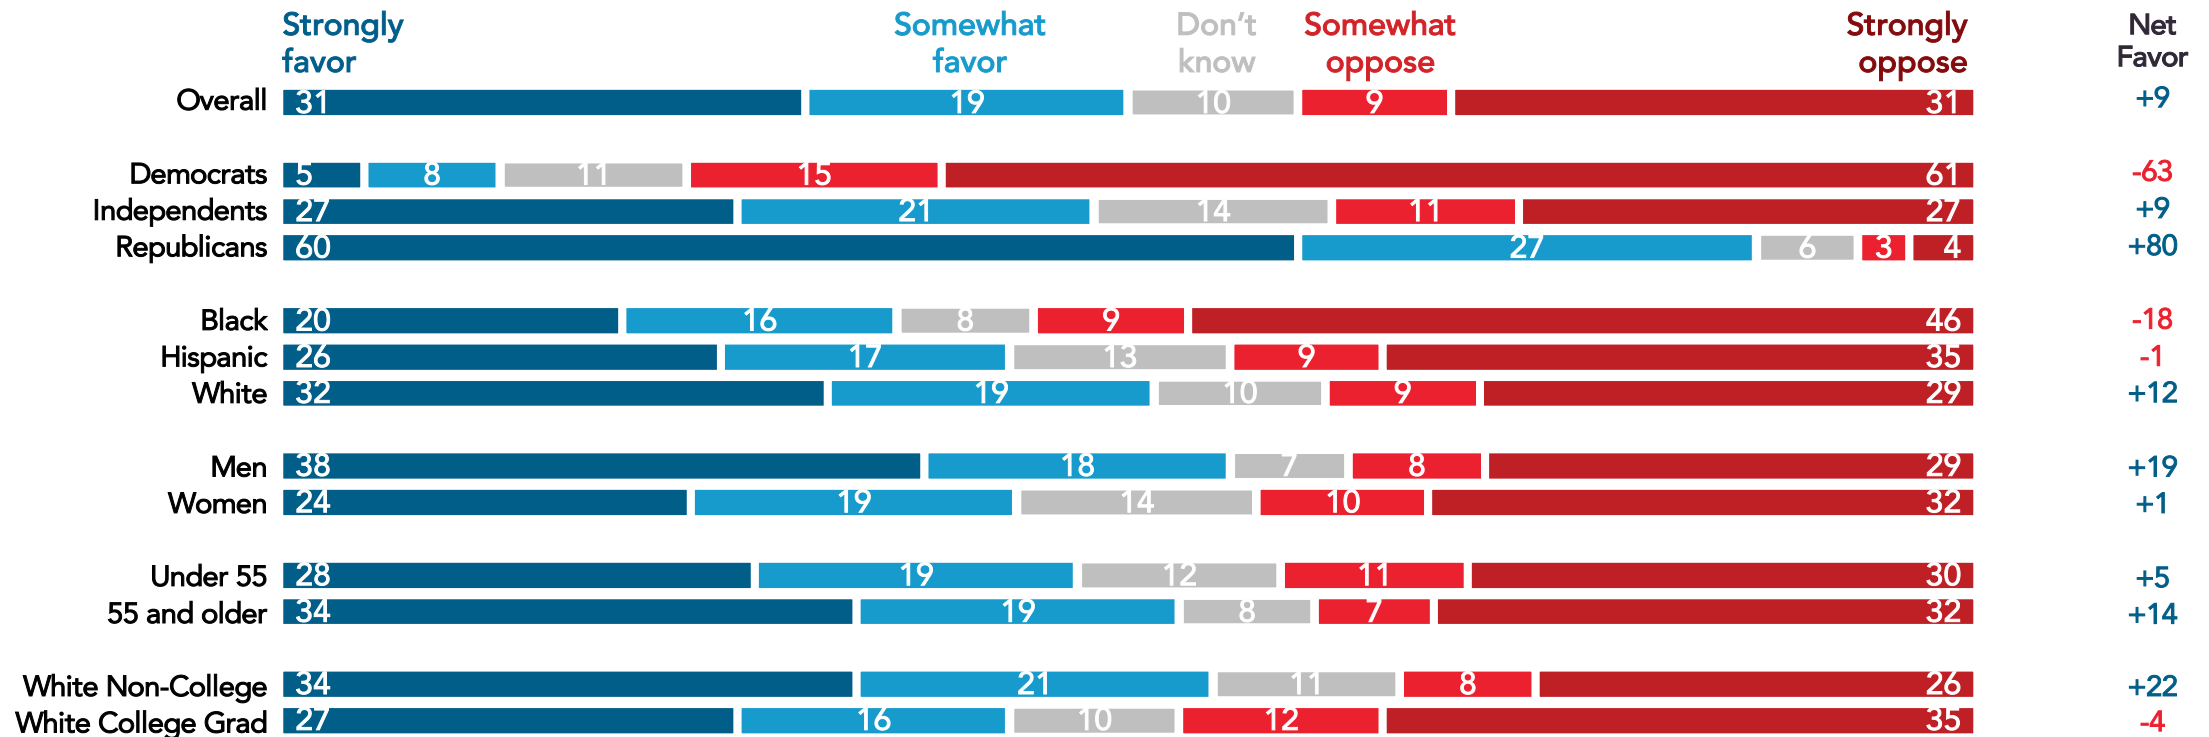 Strongly favor Somewhat favor Don't know Somewhat oppose Strongly oppose Net Favor
Overall 31 19 10 9 31 +9
Democrats 5 8 11 15 61 -63
Independents 27 21 14 11 27 +9
Republicans 60 27 6 3 4 +80
Black 20 16 8 9 46 -18
Hispanic 26 17 13 9 35 -1
White 32 19 10 9 29 +12
Men 38 18 7 8 29 +19
Women 24 19 14 10 32 +1
Under 55 28 19 12 11 30 +5
55 and older 34 19 8 7 32 +14
White Non-College 34 21 11 8 26 +22
White College Grad 27 16 10 12 35 -4